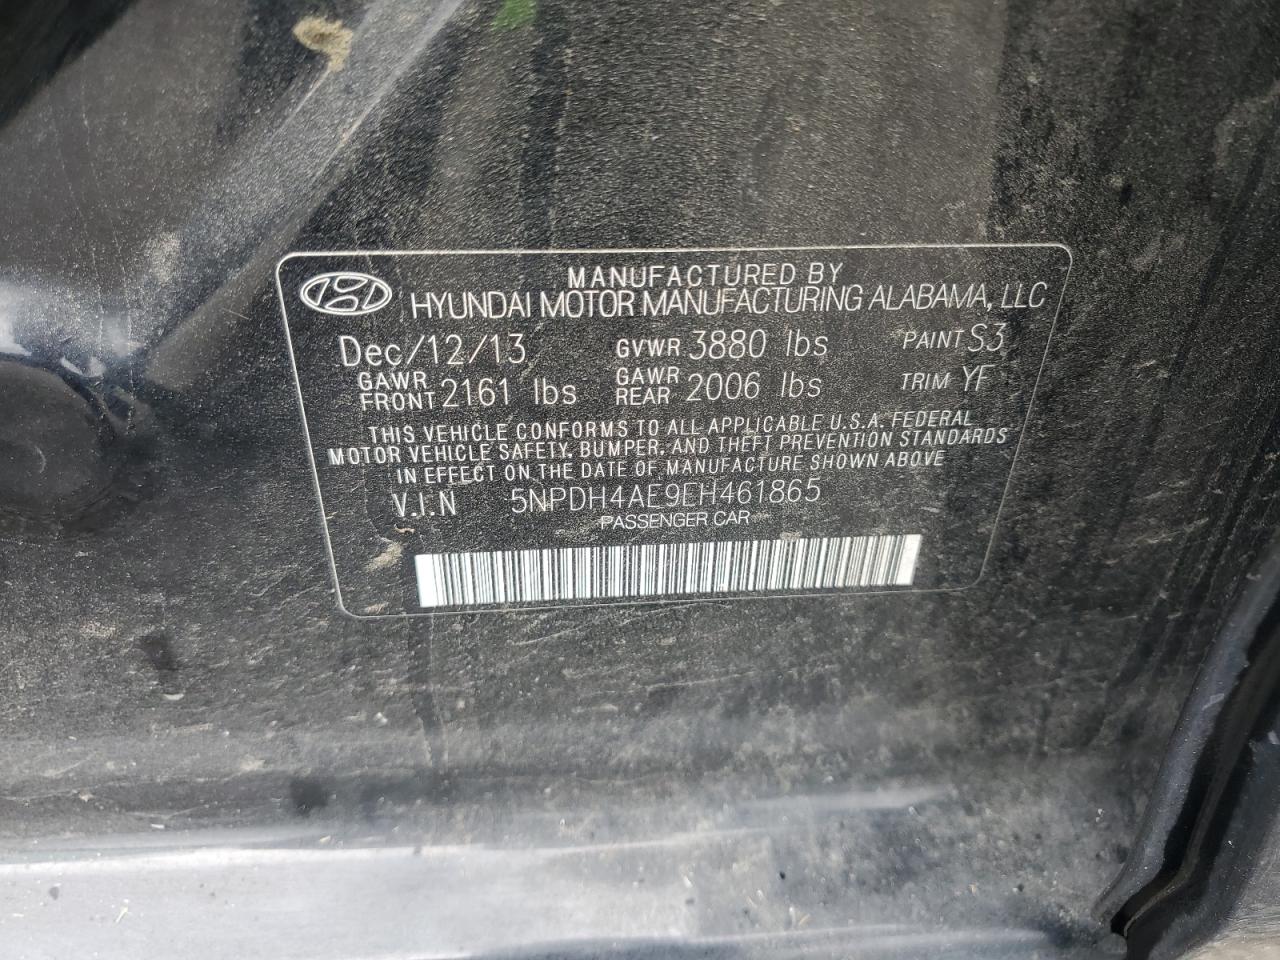 MANUFACTURED BY
HYUNDAI MOTOR MANUFACTURING ALABAMA, LLC
Dec/12/13 GVWR 3880 lbs PAINT S3
GAWR FRONT 2161 lbs GAWR REAR 2006 lbs TRIM YF
THIS VEHICLE CONFORMS TO ALL APPLICABLE U.S.A. FEDERAL
MOTOR VEHICLE SAFETY, BUMPER, AND THEFT PREVENTION STANDARDS
IN EFFECT ON THE DATE OF MANUFACTURE SHOWN ABOVE
V.I.N 5NPDH4AE9EH461865
PASSENGER CAR